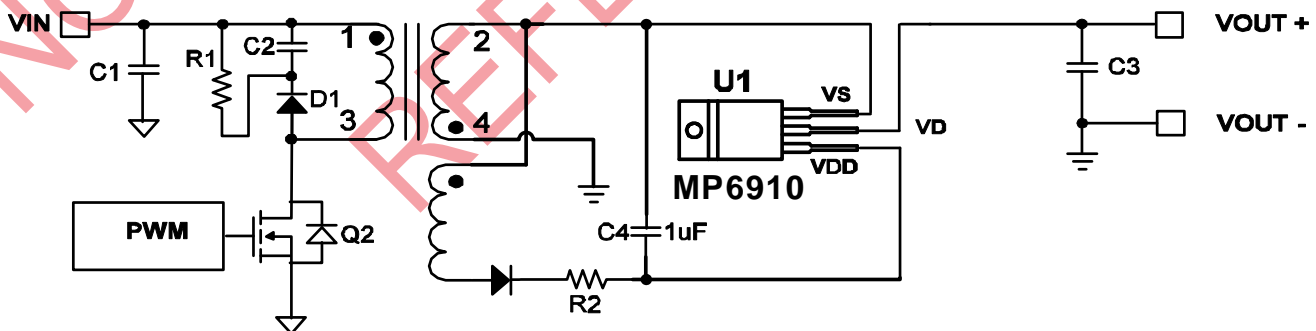 VIN
VOUT +
C1
R1
C2
D1
1
3
2
4
U1
VS
VD
VDD
MP6910
C3
VOUT -
PWM
Q2
C4
1uF
R2